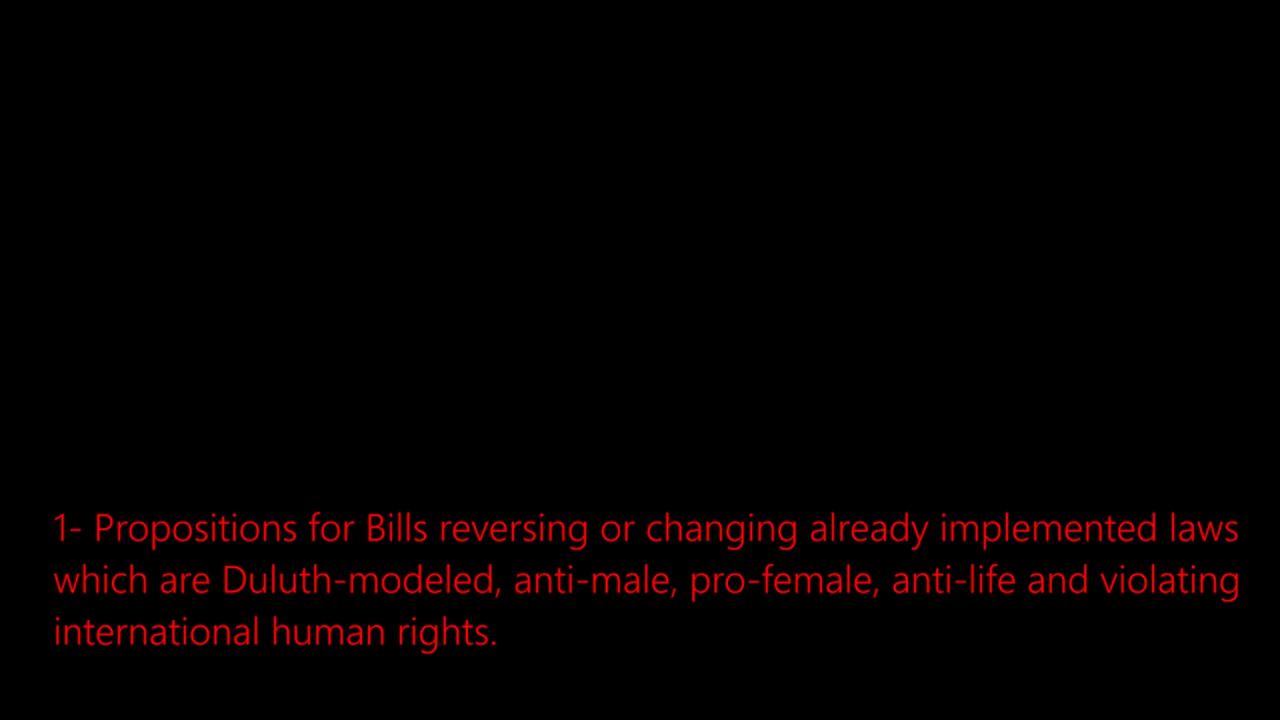 1- Propositions for Bills reversing or changing already implemented laws
which are Duluth-modeled, anti-male, pro-female, anti-life and violating
international human rights.